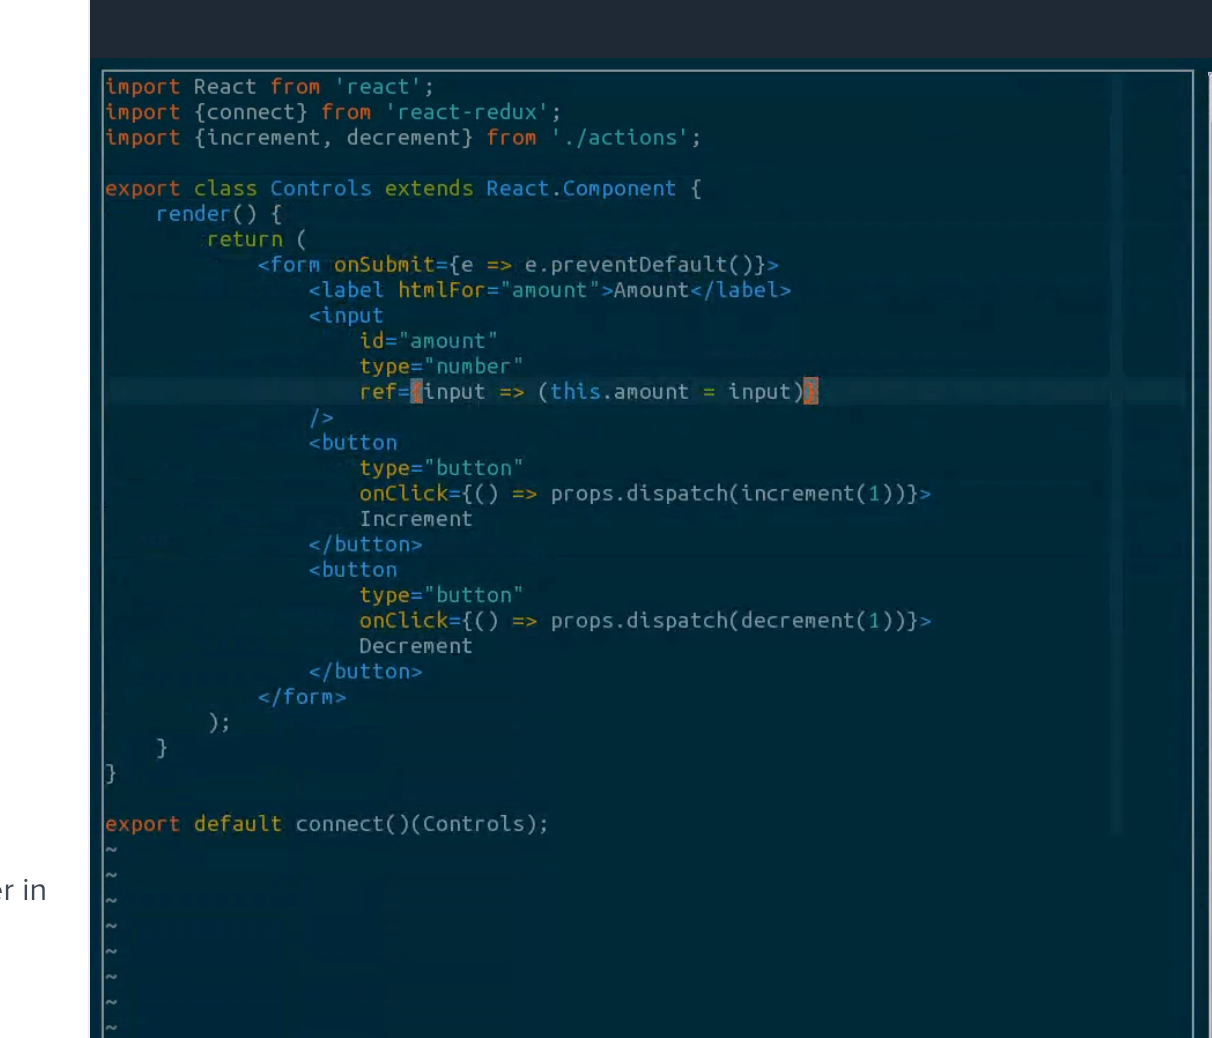 import React from 'react';
import {connect} from 'react-redux';
import {increment, decrement} from './actions';
export class Controls extends React.Component {
    render() {
        return (
            <form onSubmit={e => e.preventDefault()}>
                <label htmlFor="amount">Amount</label>
                <input
                    id="amount"
                    type="number"
                    ref={input => (this.amount = input)}
                />
                <button
                    type="button"
                    onClick={() => props.dispatch(increment(1))}>
                    Increment
                </button>
                <button
                    type="button"
                    onClick={() => props.dispatch(decrement(1))}>
                    Decrement
                </button>
            </form>
        );
    }
}
export default connect()(Controls);
~
~
er in
~
~
~
~
~
~